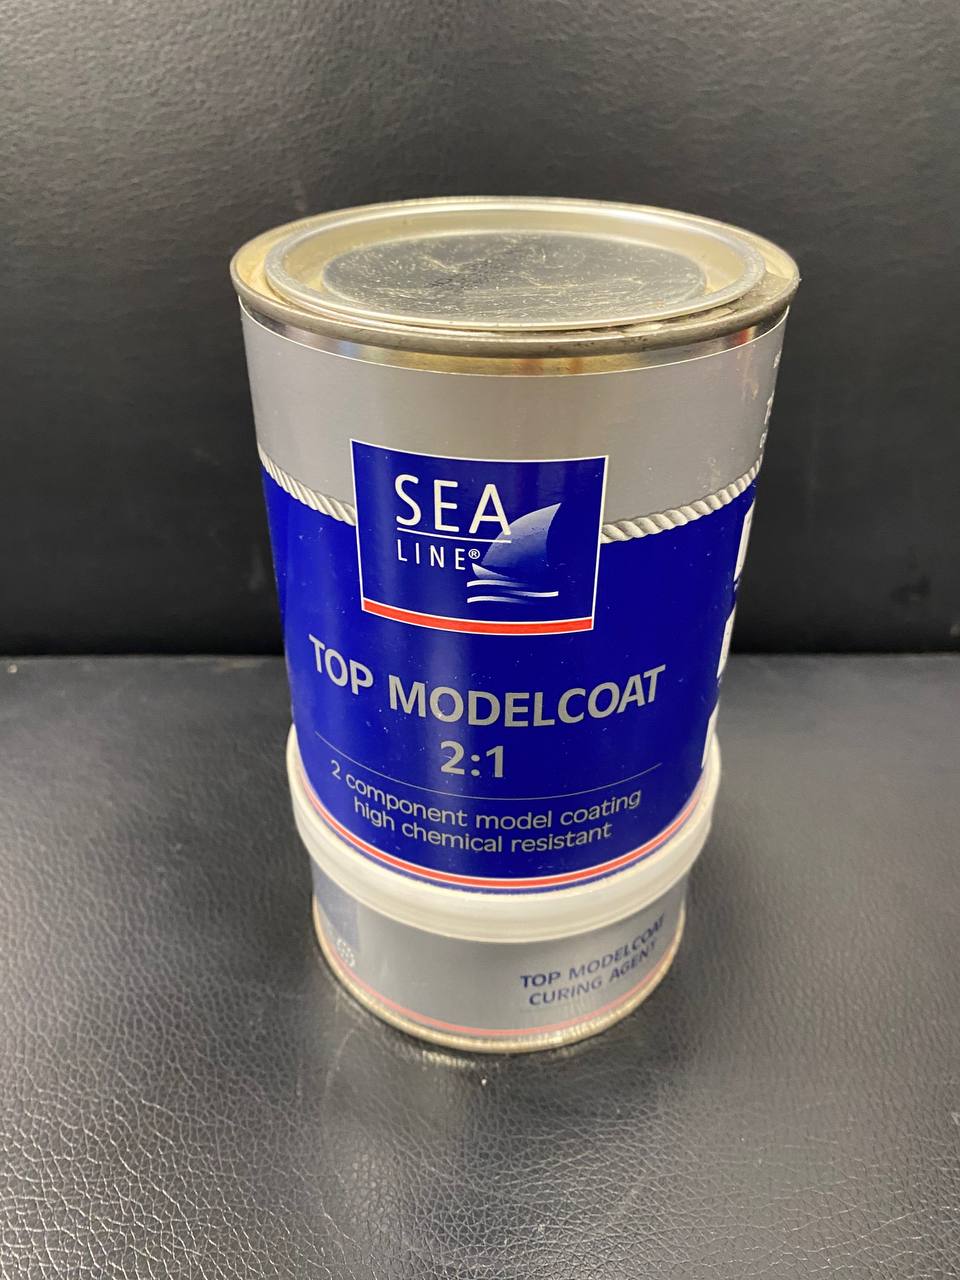 SEA
LINE®
TOP MODELCOAT
2:1
2 component model coating
high chemical resistant
TOP MODELCOAT
CURING AGENT